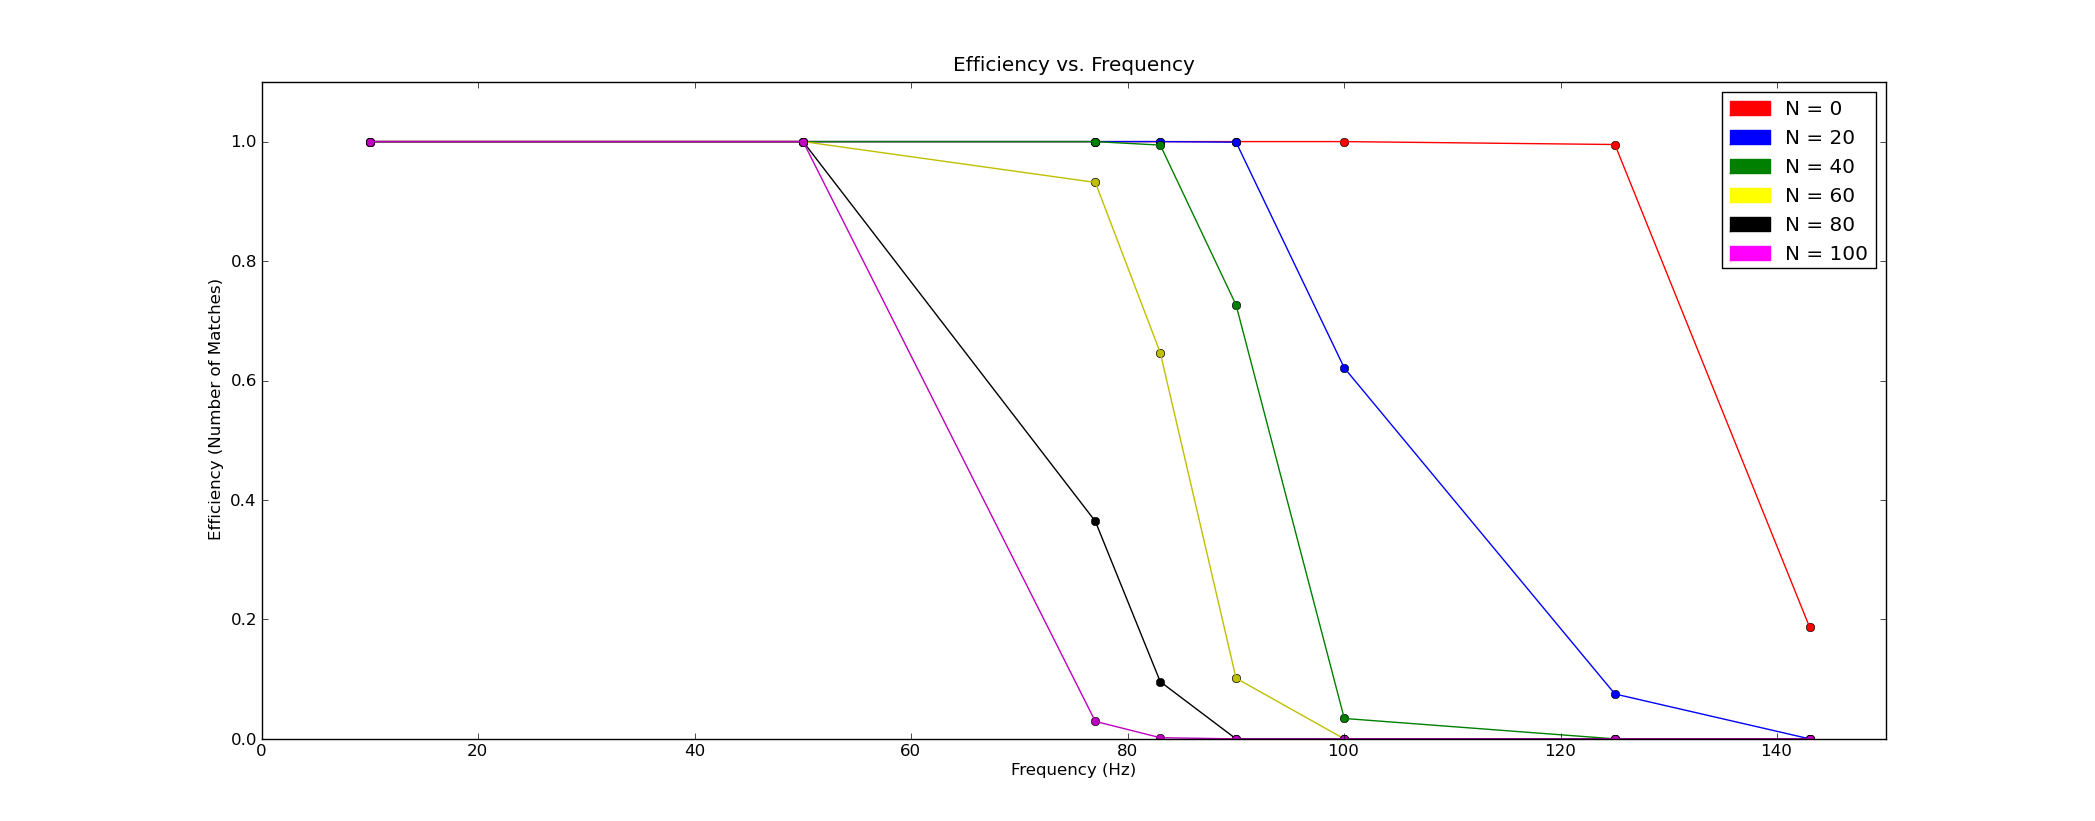 Efficiency vs. Frequency
N = 0
N = 20
N = 40
N = 60
N = 80
N = 100
1.0
0.8
0.6
0.4
0.2
0.0
Efficiency (Number of Matches)
0 20 40 60 80 100 120 140
Frequency (Hz)